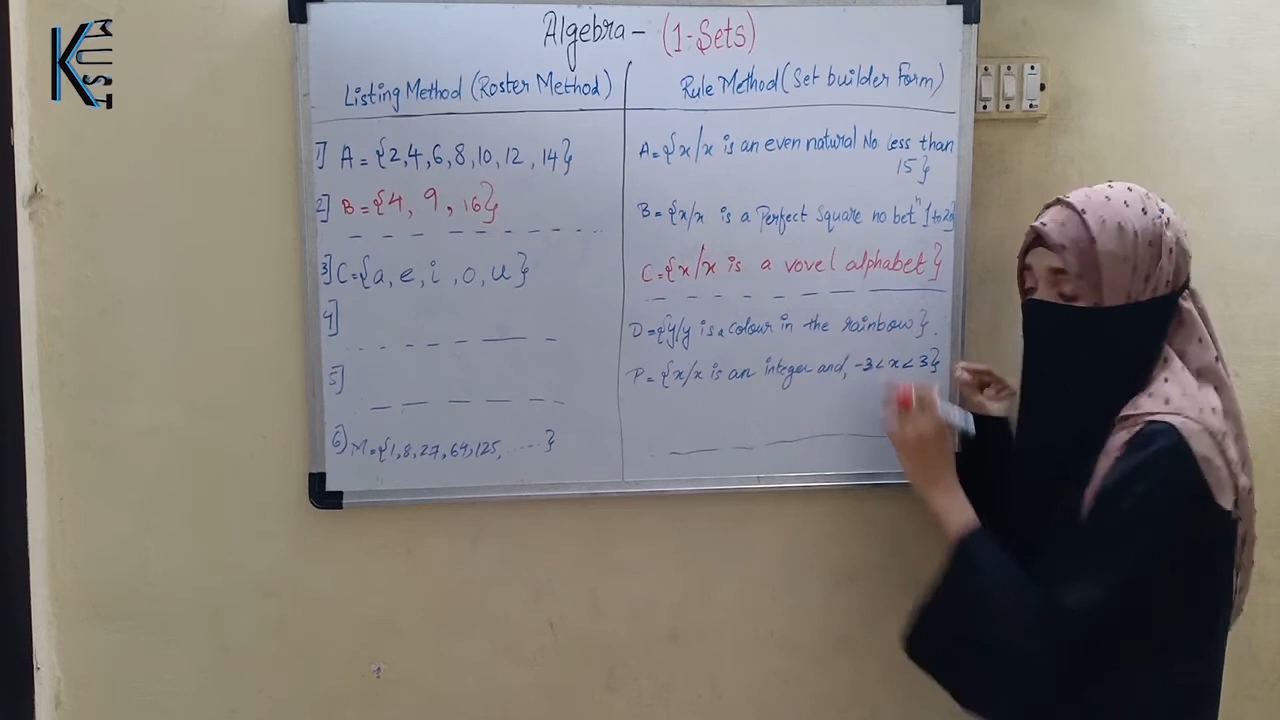 K MUST
Algebra - (1-Sets)
Listing Method (Roster Method)
Rule Method (Set builder Form)
1] A = {2, 4, 6, 8, 10, 12, 14}
A = {x/x is an even natural No. less than
15}
2] B = {4, 9, 16}
B = {x/x is a Perfect Square no betⁿ 1 to 20}
3] C = {a, e, i, o, u}
C = {x/x is a vovel alphabet}
4]
D = {y/y is a colour in the rainbow}.
5]
P = {x/x is an integer and, -3 < x < 3}
6) M = {1, 8, 27, 64, 125, ....}